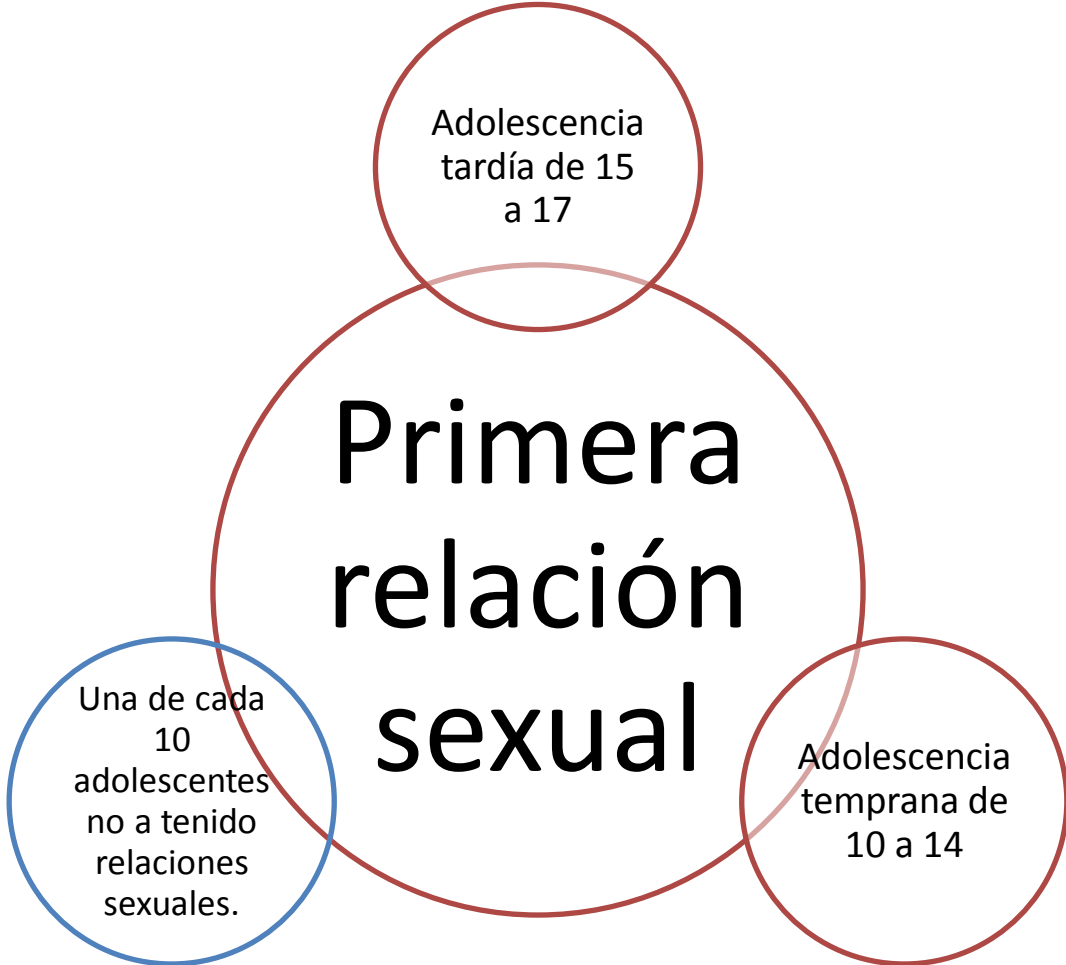 Adolescencia
tardía de 15
a 17
Primera
relación
sexual
Una de cada
10
adolescentes
no a tenido
relaciones
sexuales.
Adolescencia
temprana de
10 a 14